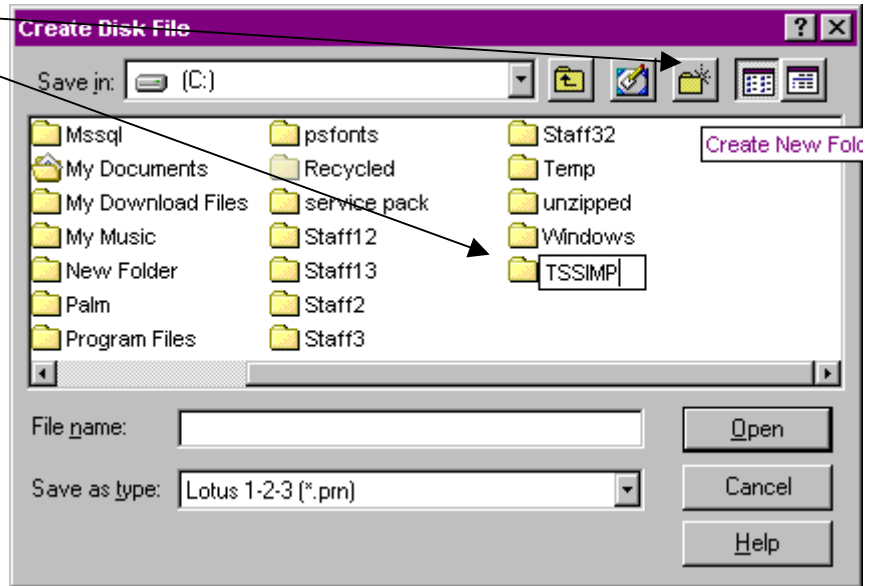 Create Disk File
Save in: (C:)
Mssql
My Documents
My Download Files
My Music
New Folder
Palm
Program Files
psfonts
Recycled
service pack
Staff12
Staff13
Staff2
Staff3
Staff32
Temp
unzipped
Windows
TSSIMP
Create New Fold
File name:
Open
Save as type: Lotus 1-2-3 (*.prn)
Cancel
Help